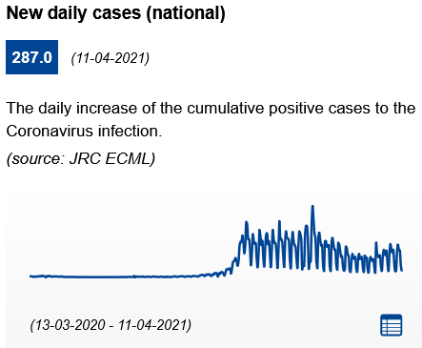 New daily cases (national)
287.0 (11-04-2021)
The daily increase of the cumulative positive cases to the
Coronavirus infection.
(source: JRC ECML)
(13-03-2020 - 11-04-2021)